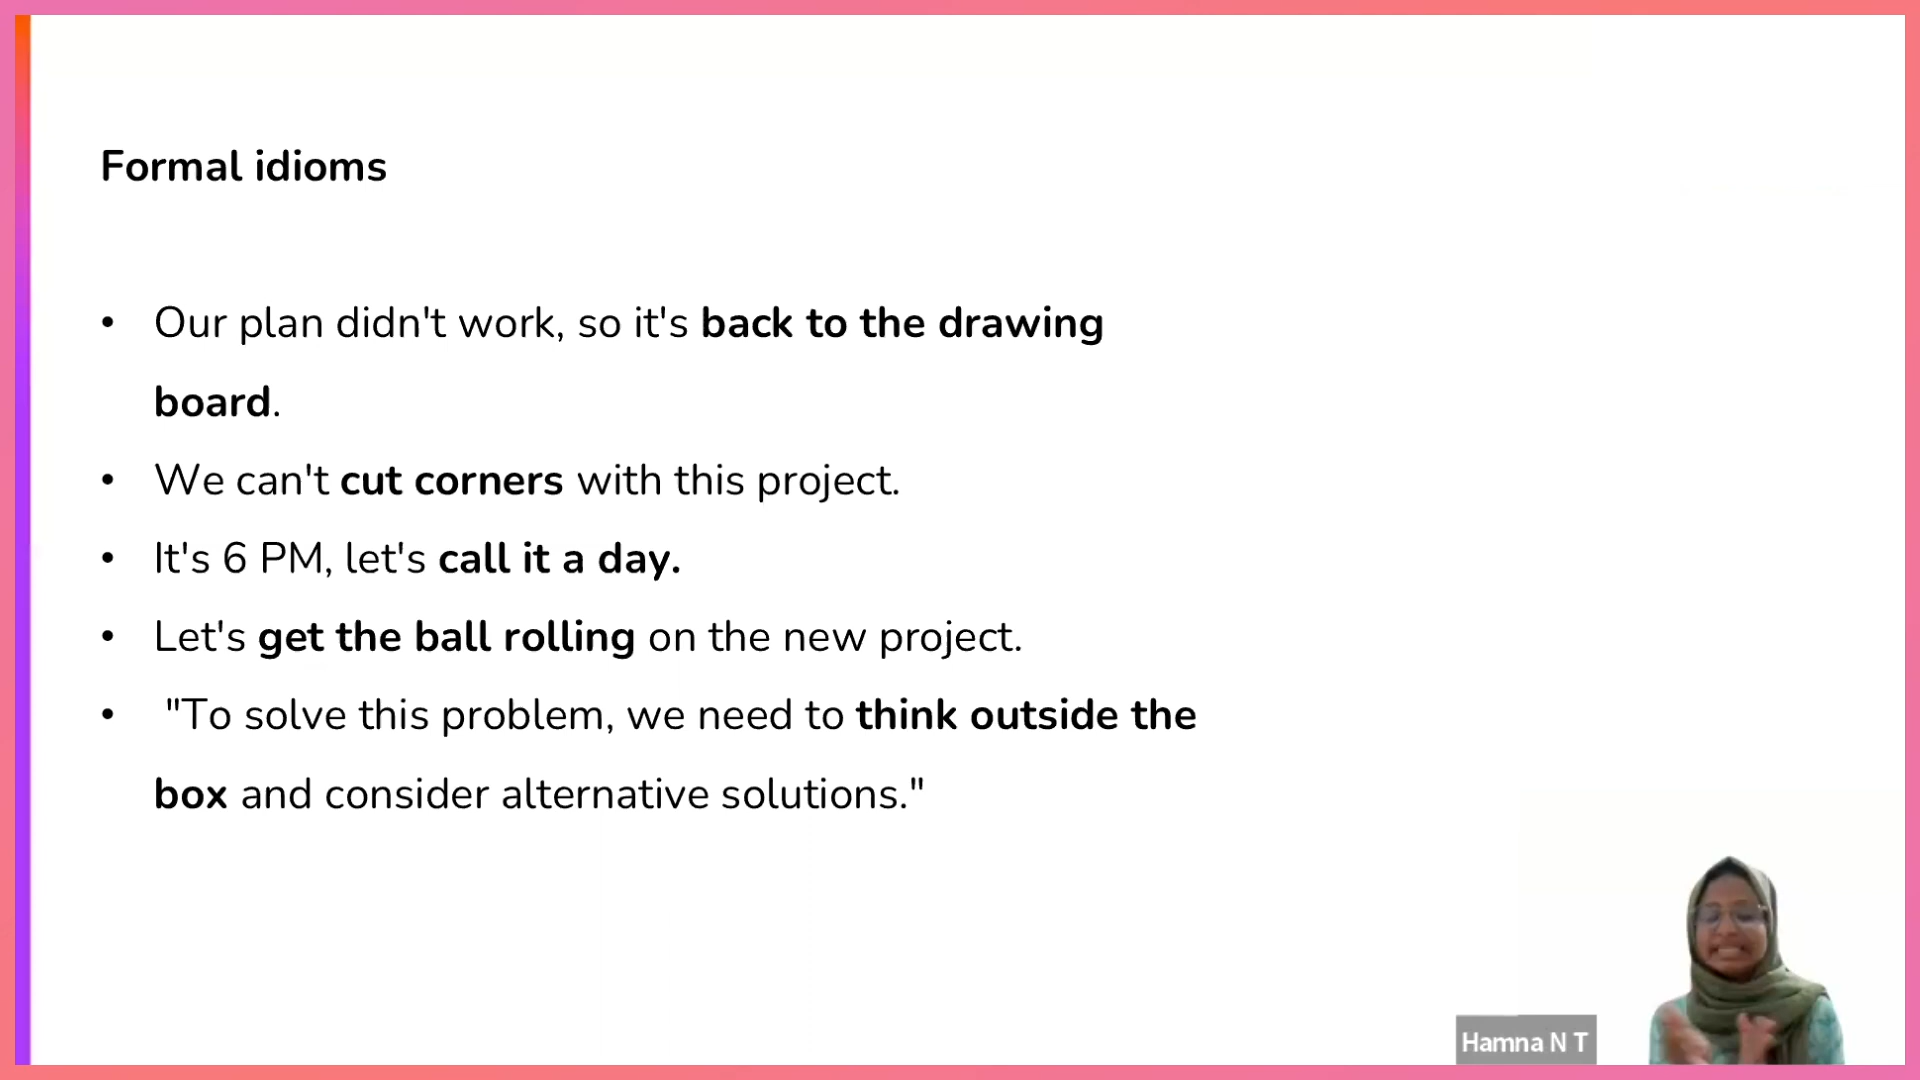 Formal idioms
• Our plan didn't work, so it's back to the drawing
board.
• We can't cut corners with this project.
• It's 6 PM, let's call it a day.
• Let's get the ball rolling on the new project.
• "To solve this problem, we need to think outside the
box and consider alternative solutions."
Hamna N T